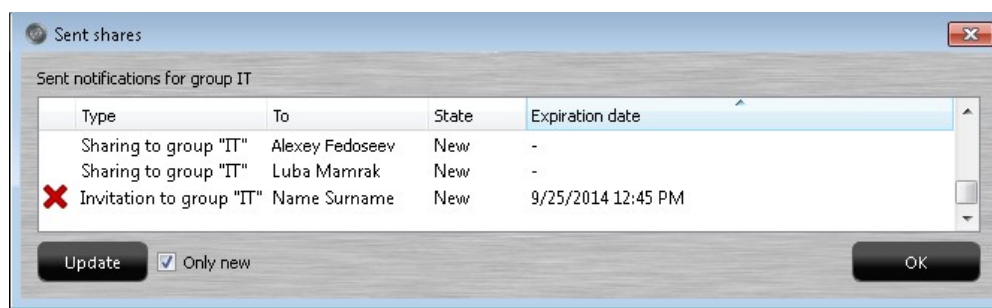 Sent shares
Sent notifications for group IT
Type To State Expiration date
Sharing to group "IT" Alexey Fedoseev New -
Sharing to group "IT" Luba Mamrak New -
Invitation to group "IT" Name Surname New 9/25/2014 12:45 PM
Update Only new OK